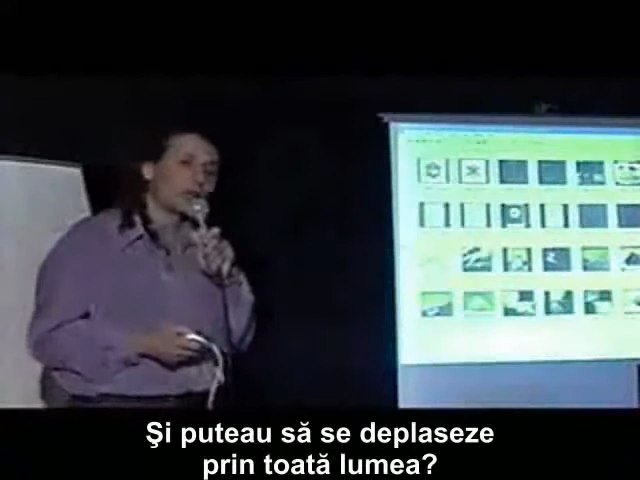 Şi puteau să se deplaseze
prin toată lumea?